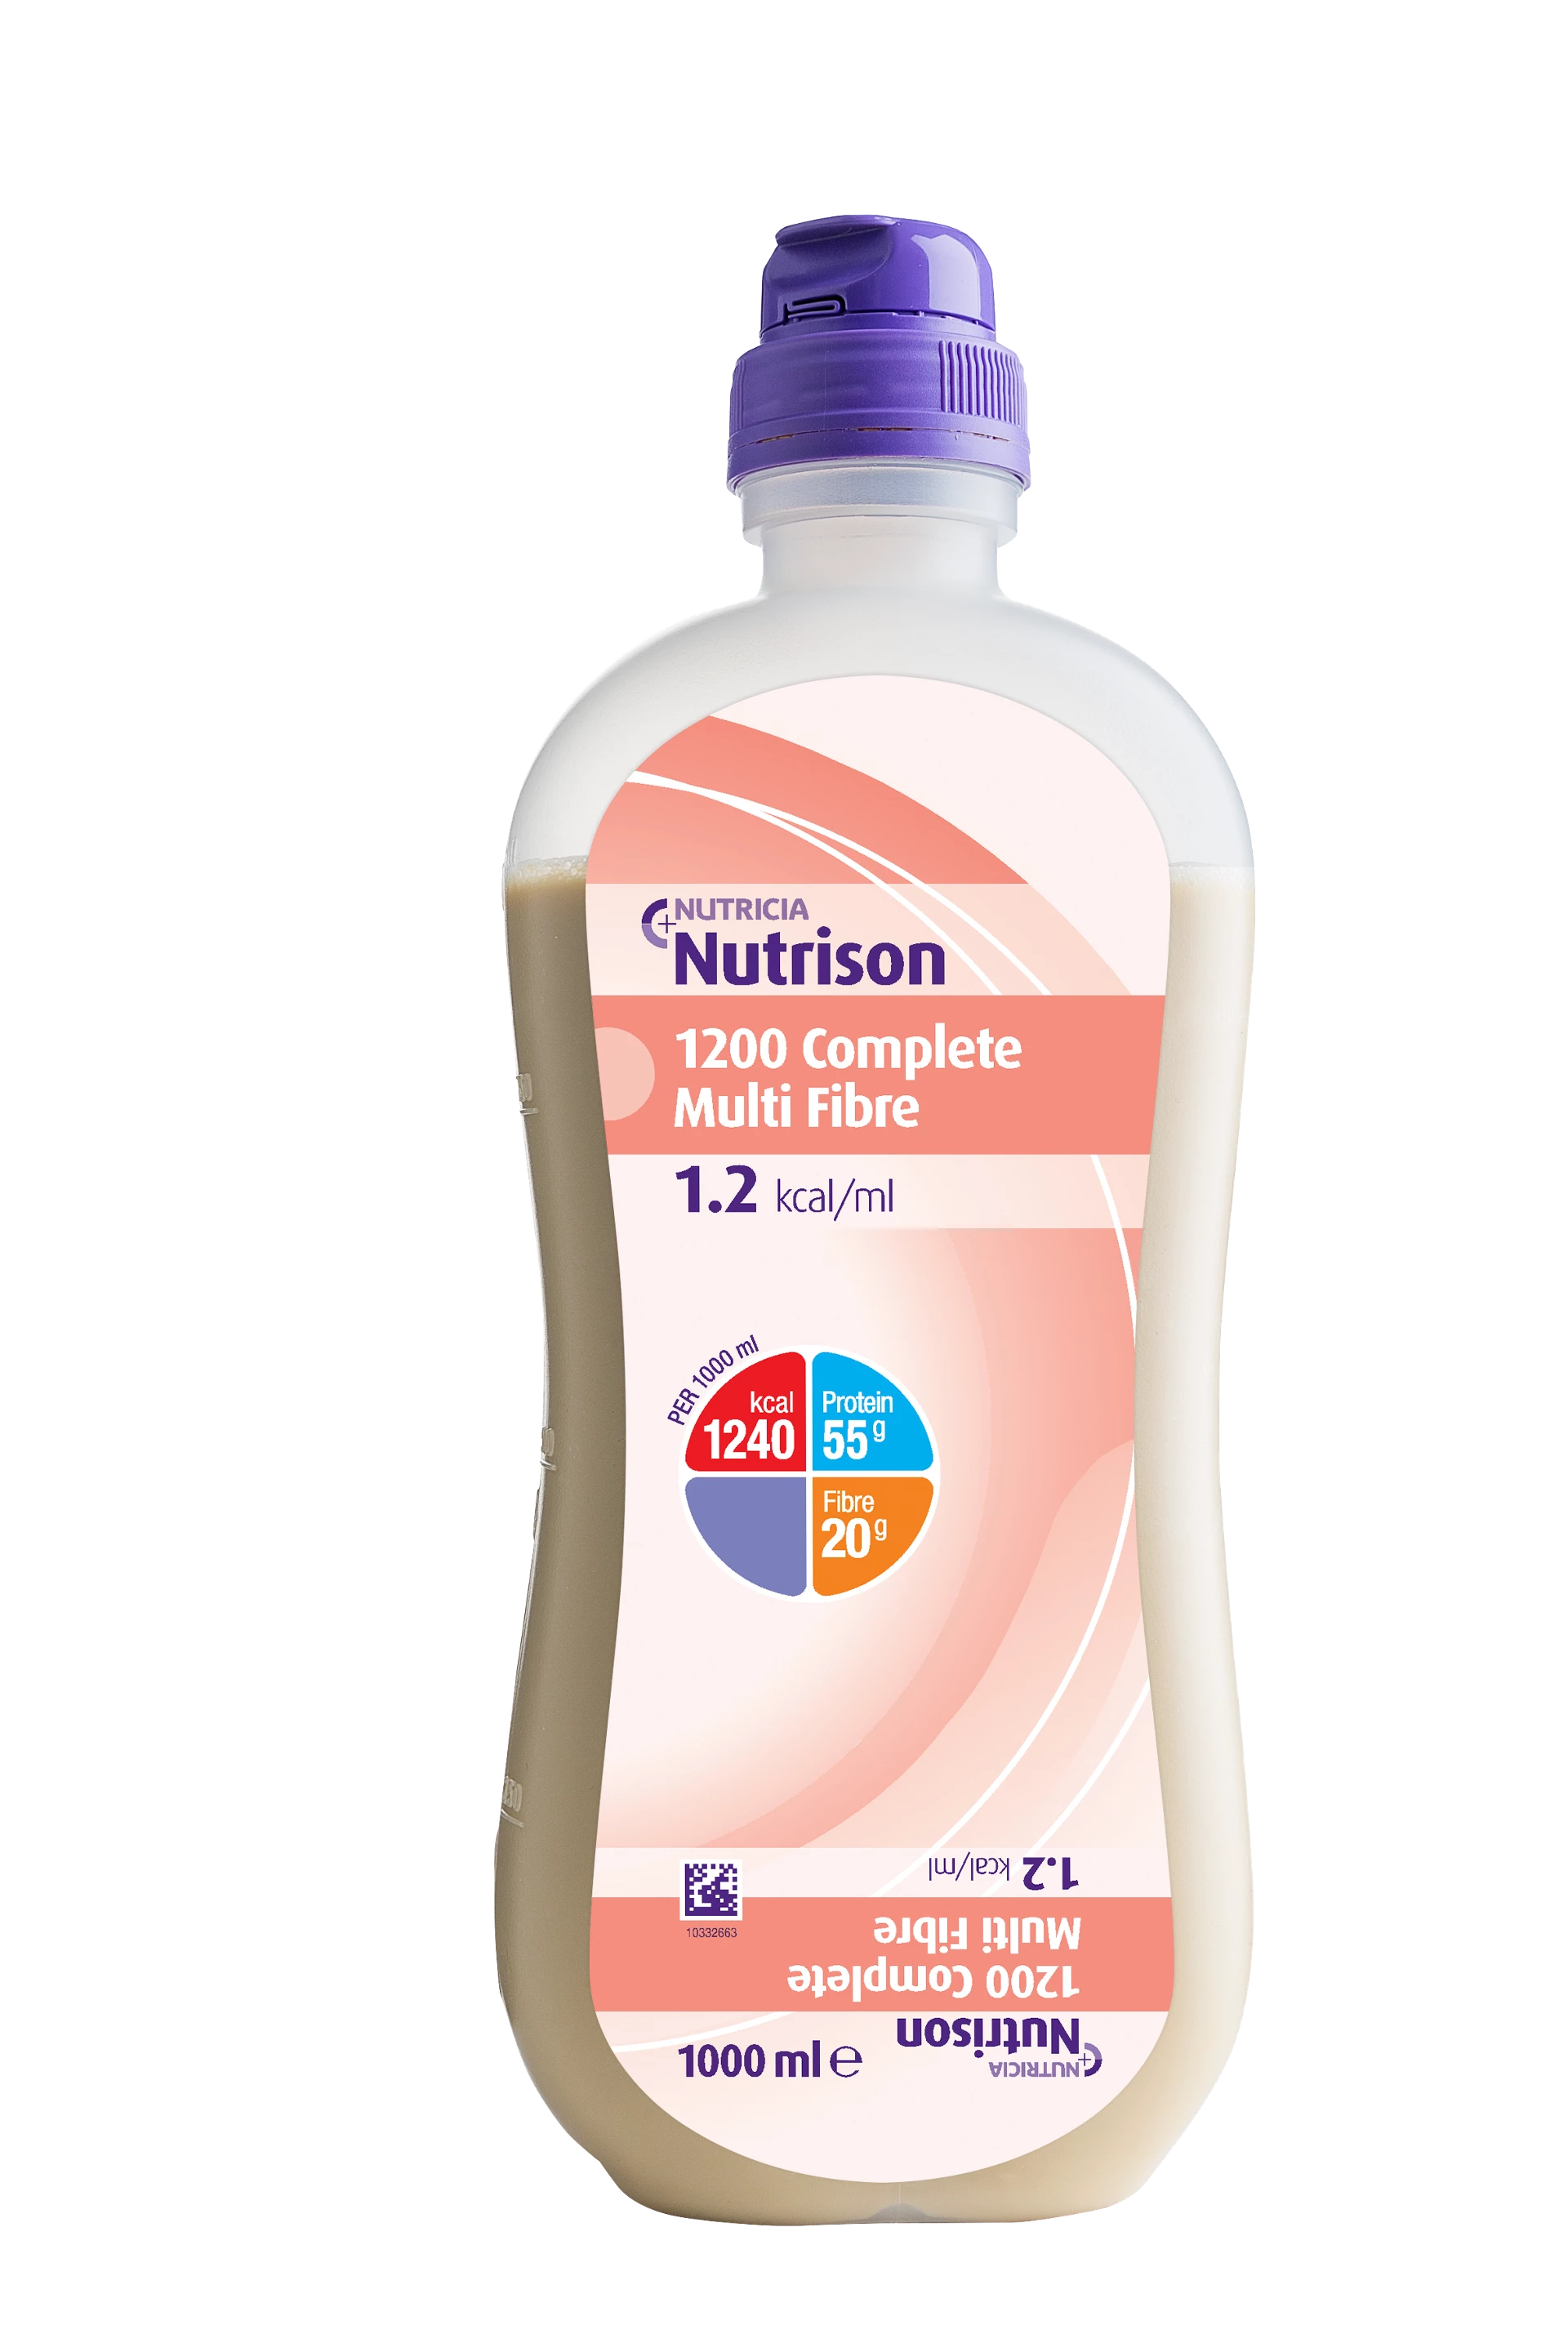 NUTRICIA
Nutrison
1200 Complete
Multi Fibre
1.2 kcal/ml
PER 1000 ml
kcal
1240
Protein
55 g
Fibre
20 g
250
1.2 kcal/ml
Multi Fibre
1200 Complete
Nutrison
NUTRICIA
10332663
1000 ml e